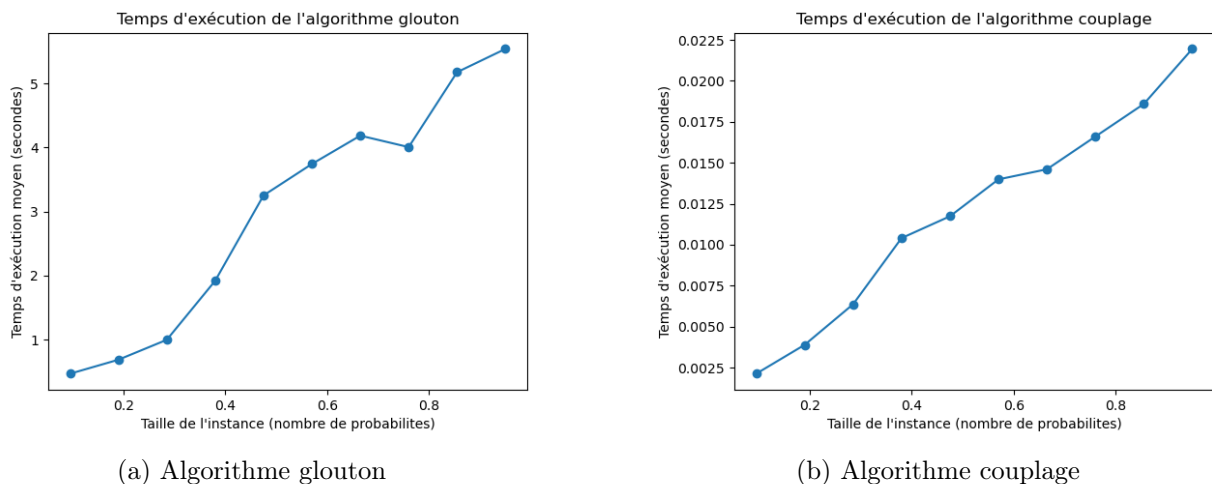 Temps d'exécution de l'algorithme glouton
Temps d'exécution moyen (secondes)
5
4
3
2
1
0.2 0.4 0.6 0.8
Taille de l'instance (nombre de probabilites)
(a) Algorithme glouton
Temps d'exécution de l'algorithme couplage
Temps d'exécution moyen (secondes)
0.0225
0.0200
0.0175
0.0150
0.0125
0.0100
0.0075
0.0050
0.0025
0.2 0.4 0.6 0.8
Taille de l'instance (nombre de probabilites)
(b) Algorithme couplage